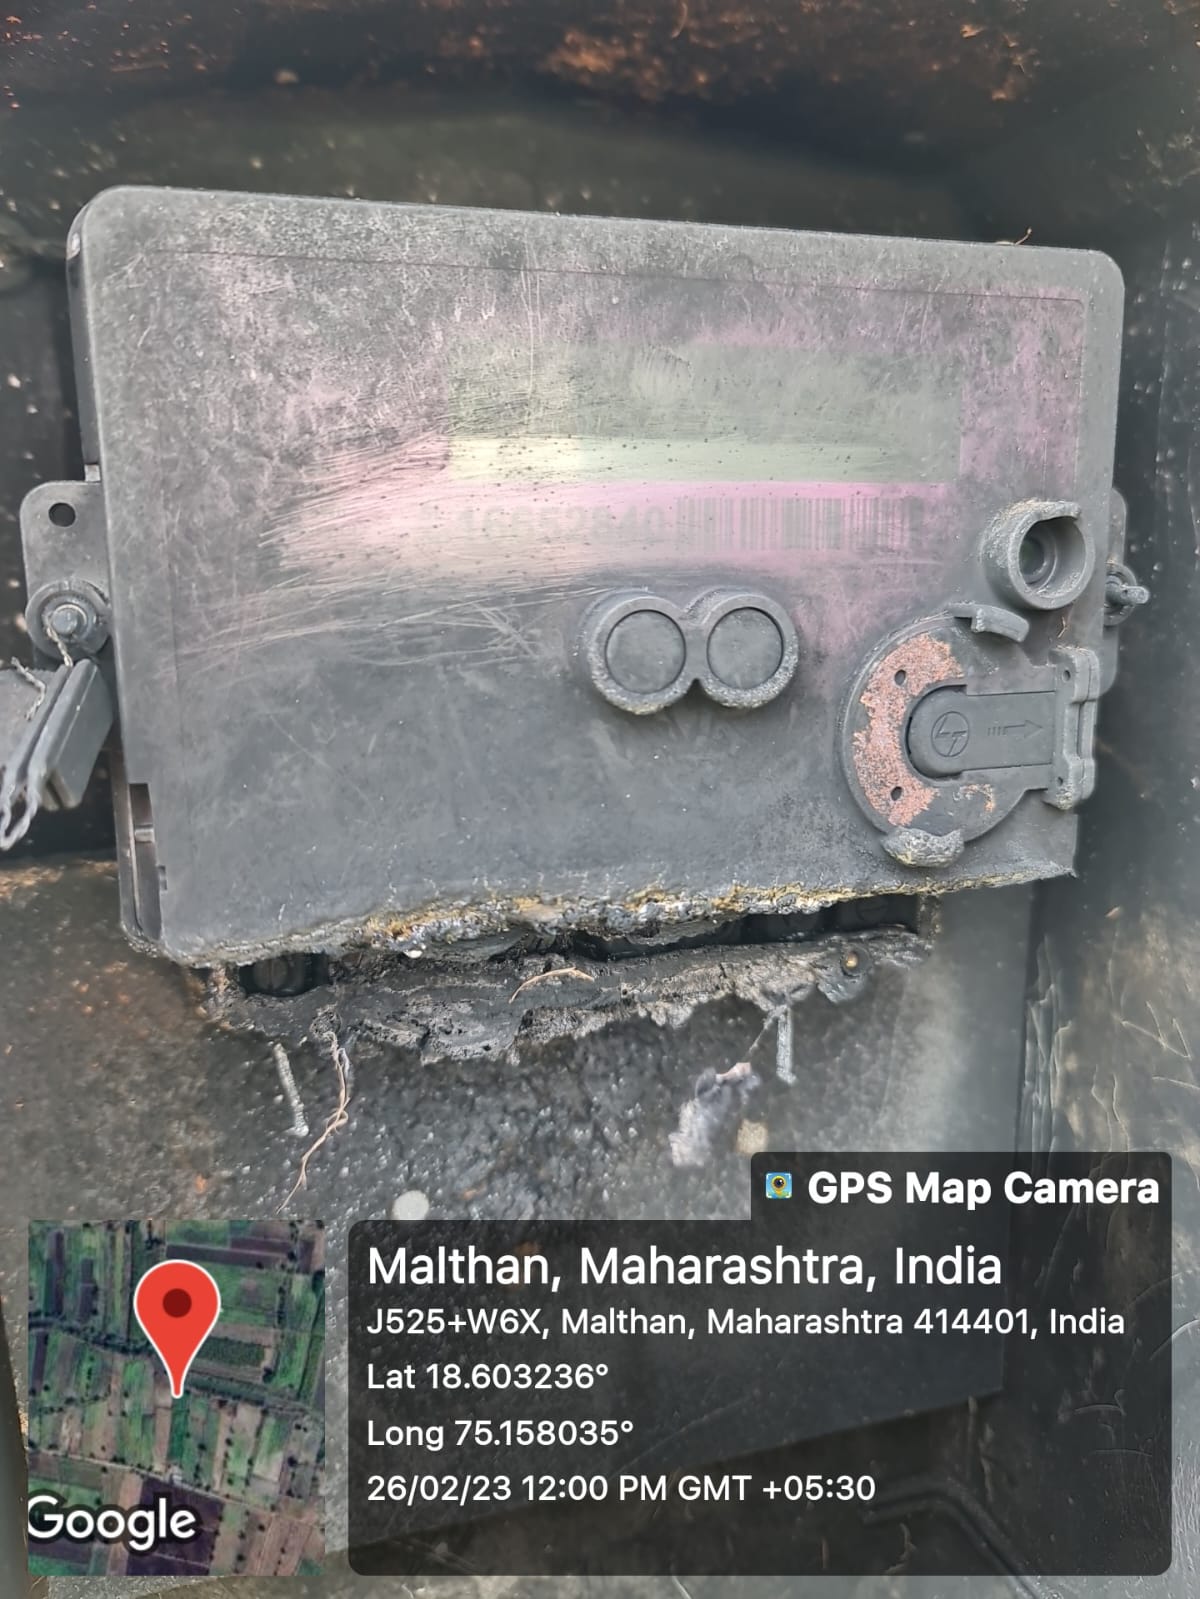 16052840
GPS Map Camera
Malthan, Maharashtra, India
J525+W6X, Malthan, Maharashtra 414401, India
Lat 18.603236°
Long 75.158035°
26/02/23 12:00 PM GMT +05:30
Google